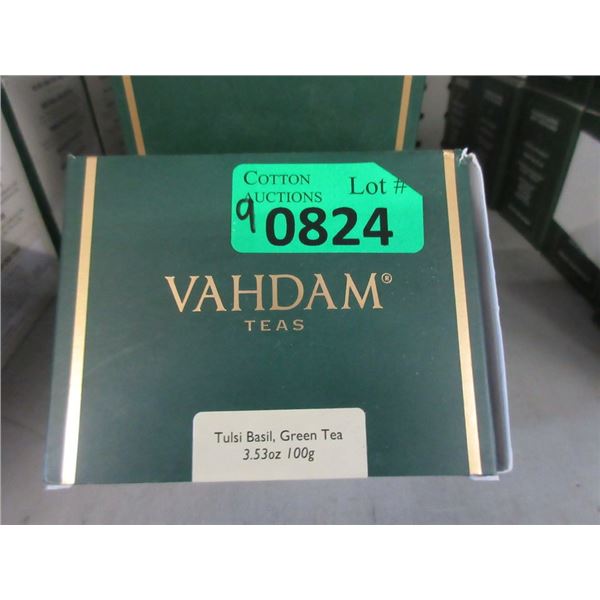 COTTON Lot #
AUCTIONS
9 0824
VAHDAM®
TEAS
Tulsi Basil, Green Tea
3.53oz 100g